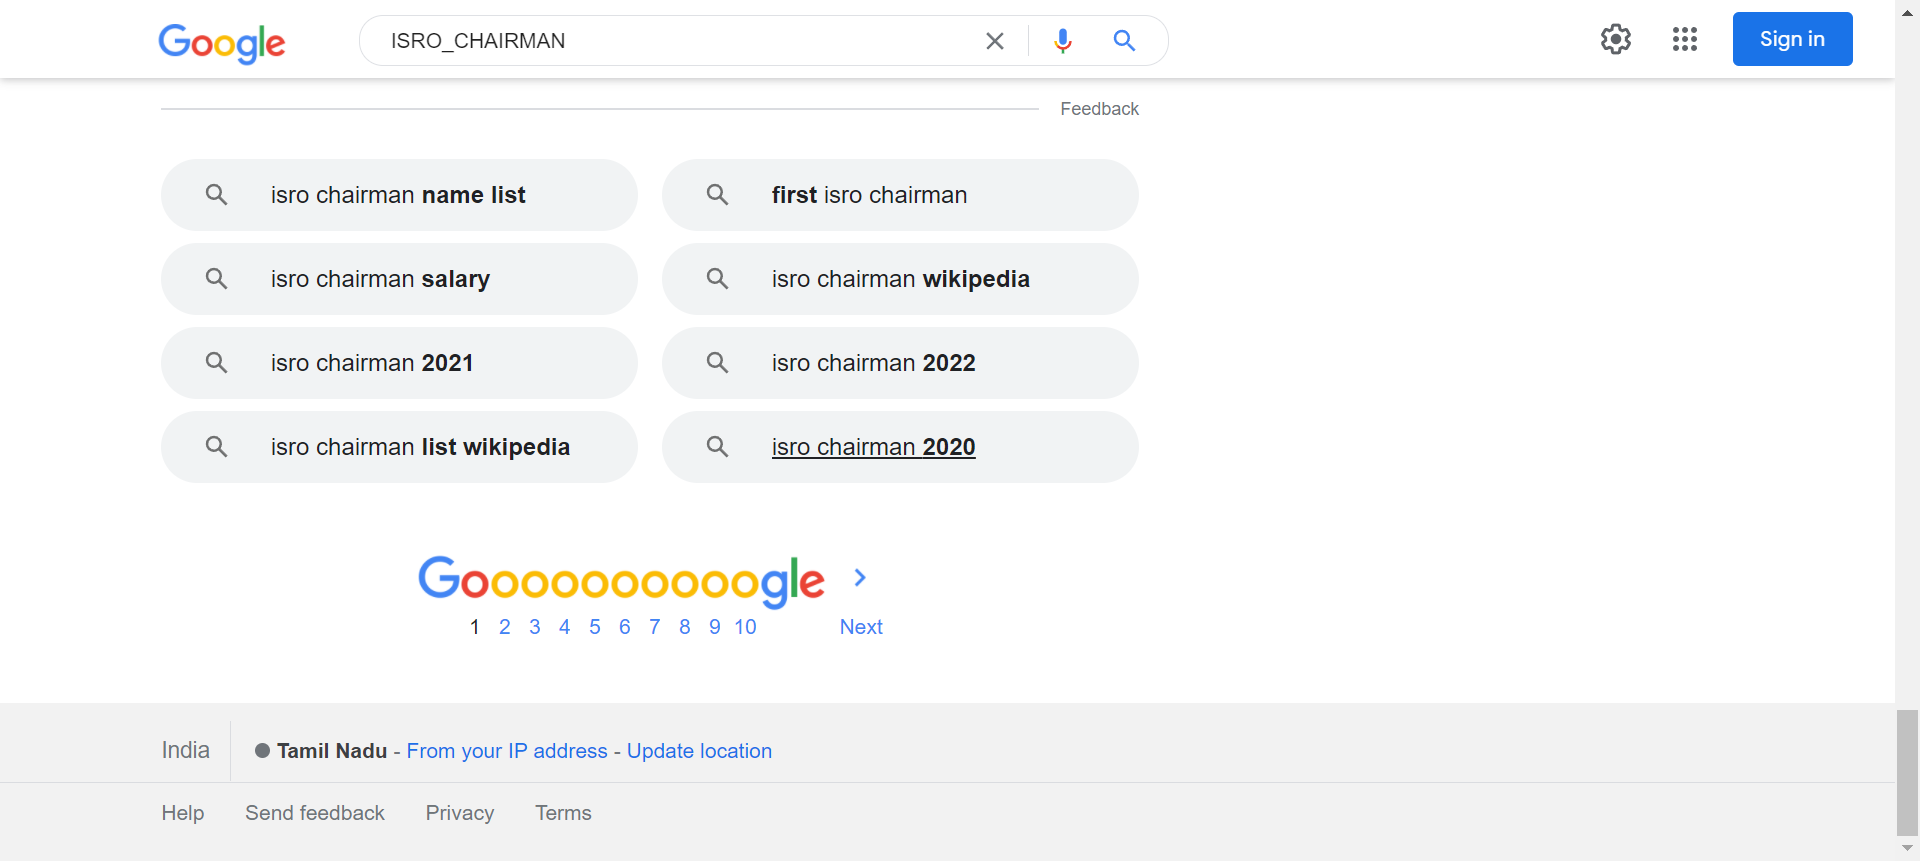 Google ISRO_CHAIRMAN Sign in
Feedback
isro chairman name list
first isro chairman
isro chairman salary
isro chairman wikipedia
isro chairman 2021
isro chairman 2022
isro chairman list wikipedia
isro chairman 2020
Goooooooooogle
1 2 3 4 5 6 7 8 9 10 Next
India Tamil Nadu - From your IP address - Update location
Help Send feedback Privacy Terms